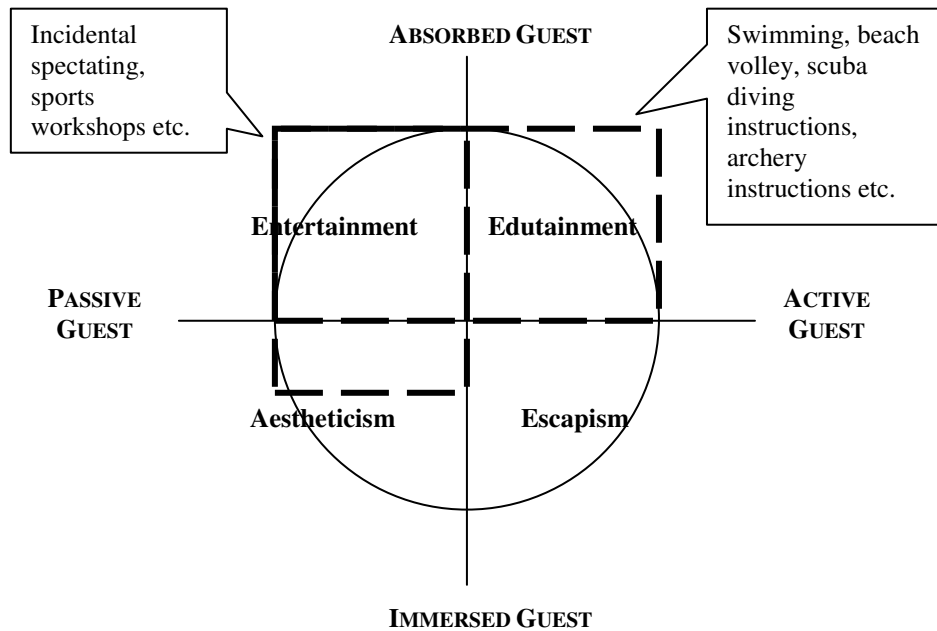 Incidental
spectating,
sports
workshops etc.
ABSORBED GUEST
Swimming, beach
volley, scuba
diving
instructions,
archery
instructions etc.
Entertainment
Edutainment
PASSIVE
GUEST
ACTIVE
GUEST
Aestheticism
Escapism
IMMERSED GUEST